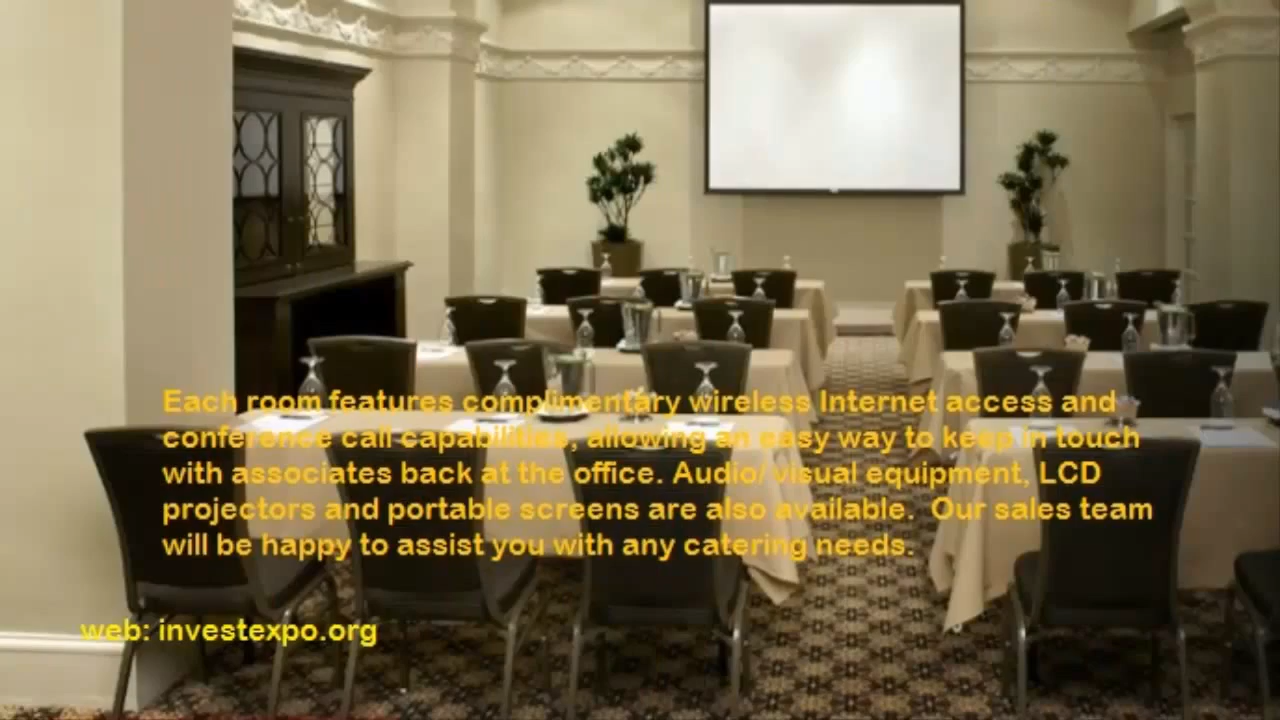 Each room features complimentary wireless Internet access and
conference call capabilities, allowing an easy way to keep in touch
with associates back at the office. Audio/ visual equipment, LCD
projectors and portable screens are also available.  Our sales team
will be happy to assist you with any catering needs.
web: investexpo.org